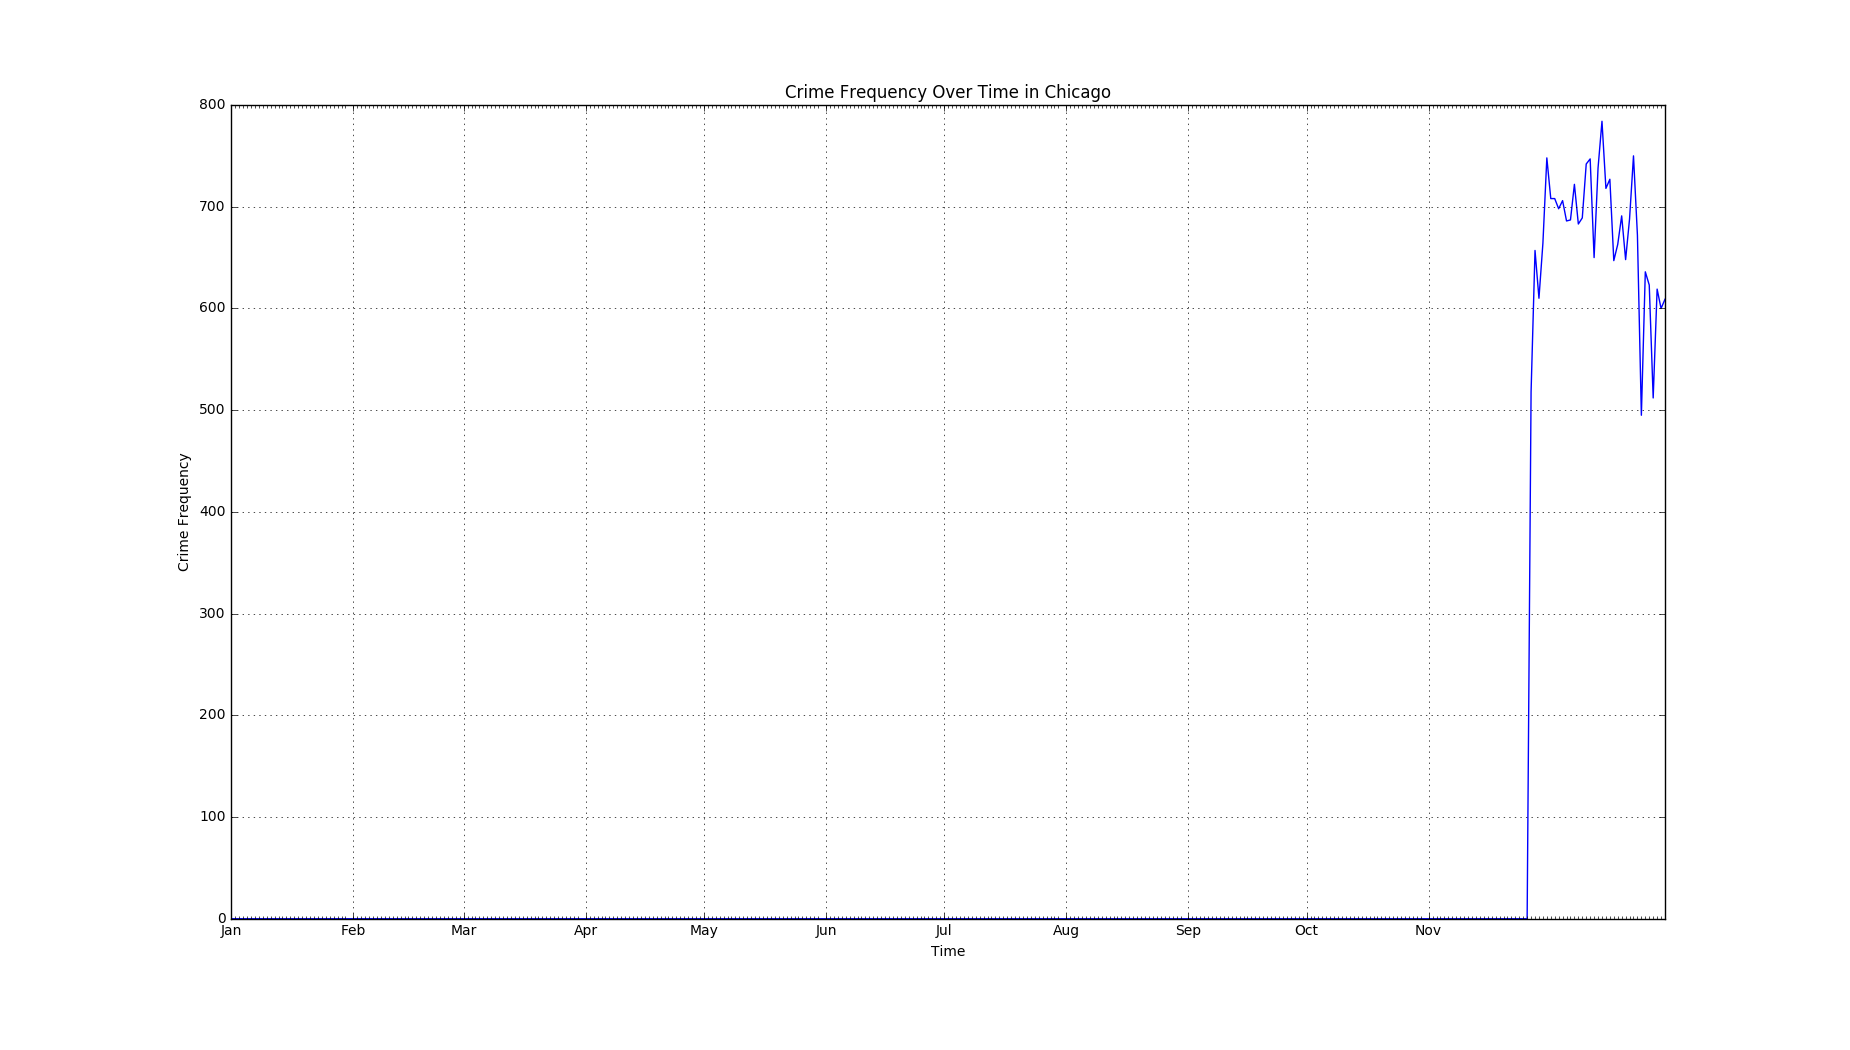 Crime Frequency Over Time in Chicago
800
700
600
500
400
300
200
100
0
Crime Frequency
Jan Feb Mar Apr May Jun Jul Aug Sep Oct Nov
Time